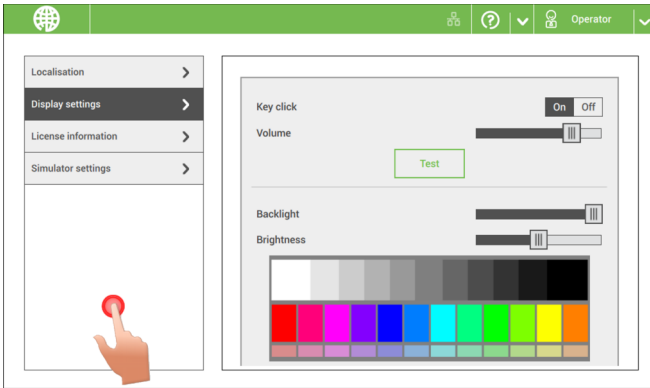 Operator
Localisation
Display settings
License information
Simulator settings
Key click
On Off
Volume
Test
Backlight
Brightness